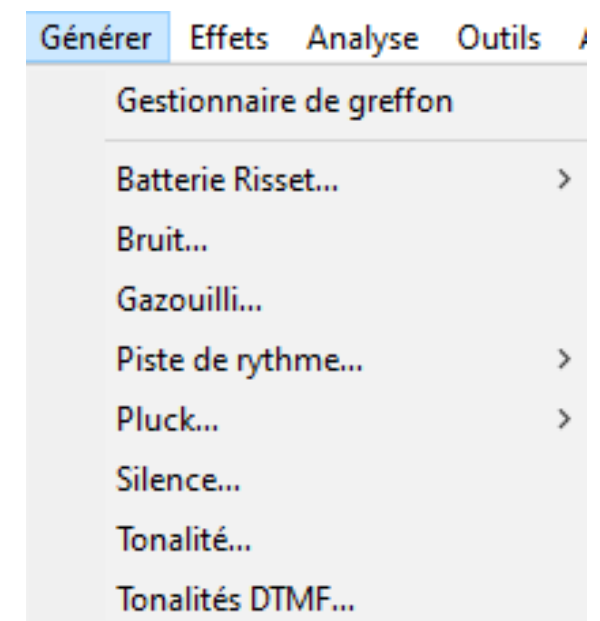 Générer Effets Analyse Outils
Gestionnaire de greffon
Batterie Risset...
Bruit...
Gazouilli...
Piste de rythme...
Pluck...
Silence...
Tonalité...
Tonalités DTMF...